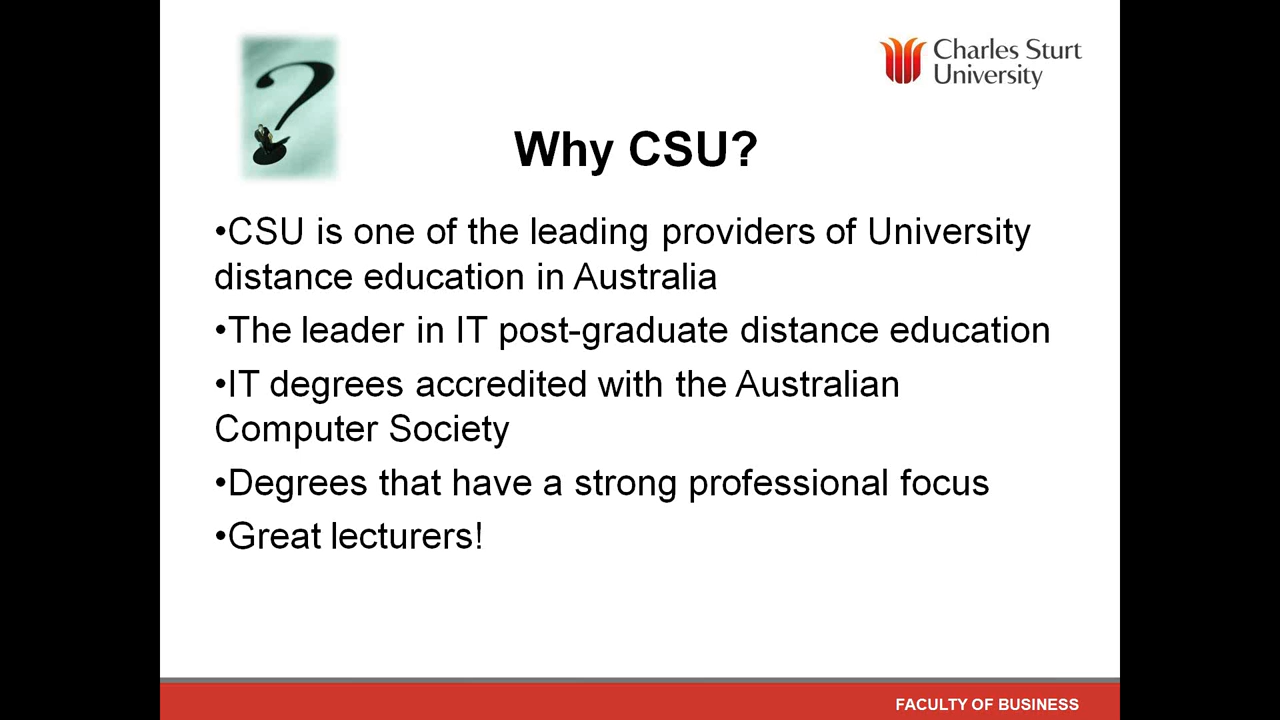 Charles Sturt
University
Why CSU?
•CSU is one of the leading providers of University
distance education in Australia
•The leader in IT post-graduate distance education
•IT degrees accredited with the Australian
Computer Society
•Degrees that have a strong professional focus
•Great lecturers!
FACULTY OF BUSINESS